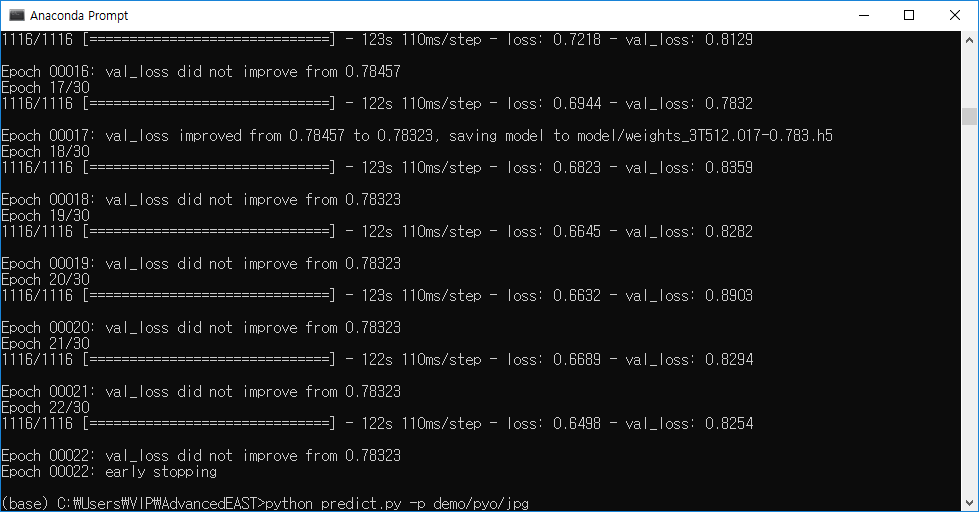 Anaconda Prompt
1116/1116 [==============================] - 123s 110ms/step - loss: 0.7218 - val_loss: 0.8129
Epoch 00016: val_loss did not improve from 0.78457
Epoch 17/30
1116/1116 [==============================] - 122s 110ms/step - loss: 0.6944 - val_loss: 0.7832
Epoch 00017: val_loss improved from 0.78457 to 0.78323, saving model to model/weights_3T512.017-0.783.h5
Epoch 18/30
1116/1116 [==============================] - 123s 110ms/step - loss: 0.6823 - val_loss: 0.8359
Epoch 00018: val_loss did not improve from 0.78323
Epoch 19/30
1116/1116 [==============================] - 122s 110ms/step - loss: 0.6645 - val_loss: 0.8282
Epoch 00019: val_loss did not improve from 0.78323
Epoch 20/30
1116/1116 [==============================] - 123s 110ms/step - loss: 0.6632 - val_loss: 0.8903
Epoch 00020: val_loss did not improve from 0.78323
Epoch 21/30
1116/1116 [==============================] - 122s 110ms/step - loss: 0.6689 - val_loss: 0.8294
Epoch 00021: val_loss did not improve from 0.78323
Epoch 22/30
1116/1116 [==============================] - 122s 110ms/step - loss: 0.6498 - val_loss: 0.8254
Epoch 00022: val_loss did not improve from 0.78323
Epoch 00022: early stopping
(base) C:₩Users₩VIP₩AdvancedEAST>python predict.py -p demo/pyo/jpg